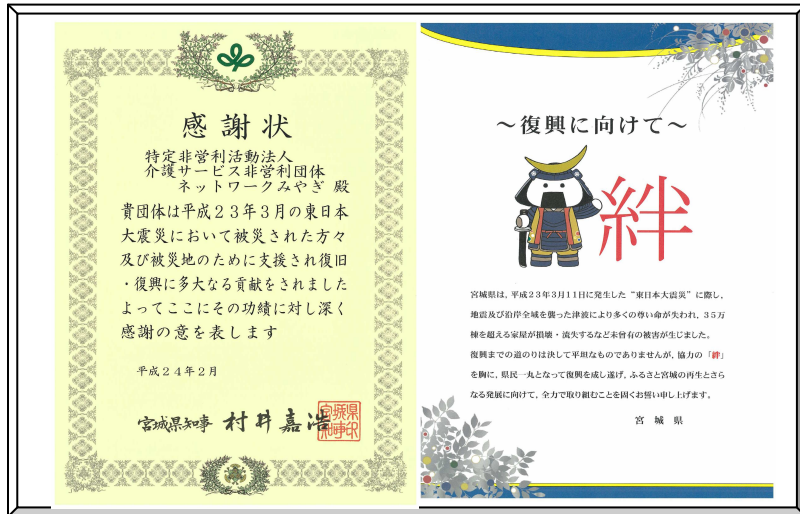 感謝状
特定非営利活動法人
介護サービス非営利団体
ネットワークみやぎ 殿
貴団体は平成23年3月の東日本
大震災において被災された方々
及び被災地のために支援され復旧
・復興に多大なる貢献をされました
よってここにその功績に対し深く
感謝の意を表します
平成24年2月
宮城県知事 村井嘉浩
～復興に向けて～
絆
宮城県は，平成23年3月11日に発生した“東日本大震災”に際し，
地震及び沿岸全域を襲った津波により多くの尊い命が失われ，35万
棟を超える家屋が損壊・流失するなど未曾有の被害が生じました。
復興までの道のりは決して平坦なものでありませんが，協力の「絆」
を胸に，県民一丸となって復興を成し遂げ，ふるさと宮城の再生とさら
なる発展に向けて，全力で取り組むことを固くお誓い申し上げます。
宮 城 県